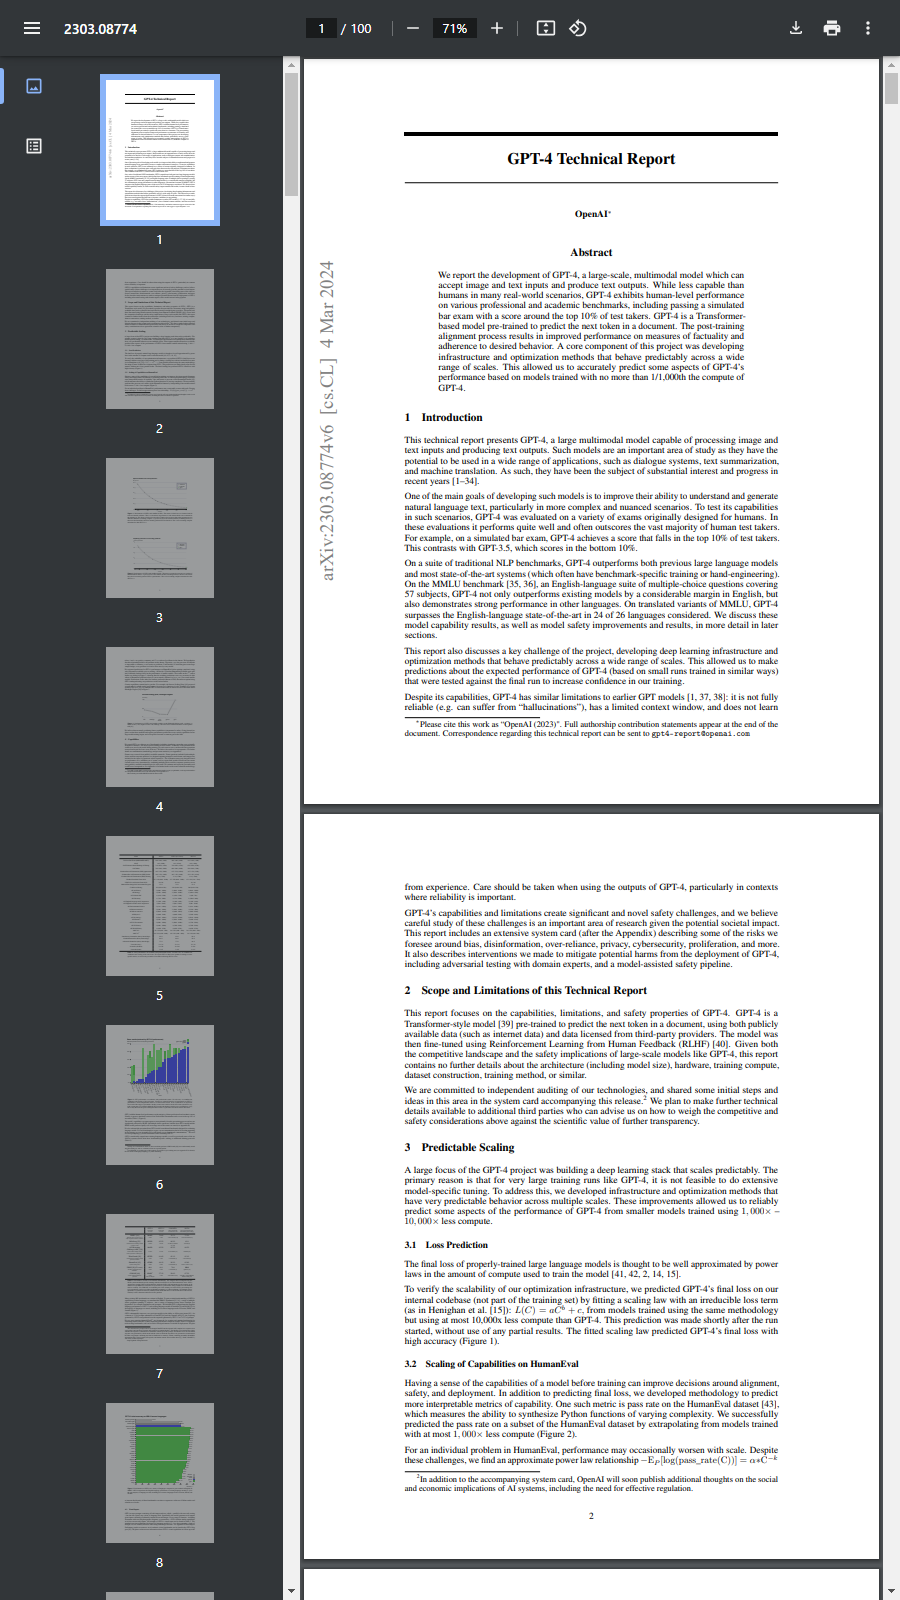 2303.08774
1 / 100
71%
1
2
3
4
5
6
7
8
arXiv:2303.08774v6 [cs.CL] 4 Mar 2024
GPT-4 Technical Report
OpenAI*
Abstract
We report the development of GPT-4, a large-scale, multimodal model which can
accept image and text inputs and produce text outputs. While less capable than
humans in many real-world scenarios, GPT-4 exhibits human-level performance
on various professional and academic benchmarks, including passing a simulated
bar exam with a score around the top 10% of test takers. GPT-4 is a Transformer-
based model pre-trained to predict the next token in a document. The post-training
alignment process results in improved performance on measures of factuality and
adherence to desired behavior. A core component of this project was developing
infrastructure and optimization methods that behave predictably across a wide
range of scales. This allowed us to accurately predict some aspects of GPT-4's
performance based on models trained with no more than 1/1,000th the compute of
GPT-4.
1 Introduction
This technical report presents GPT-4, a large multimodal model capable of processing image and
text inputs and producing text outputs. Such models are an important area of study as they have the
potential to be used in a wide range of applications, such as dialogue systems, text summarization,
and machine translation. As such, they have been the subject of substantial interest and progress in
recent years [1–34].
One of the main goals of developing such models is to improve their ability to understand and generate
natural language text, particularly in more complex and nuanced scenarios. To test its capabilities
in such scenarios, GPT-4 was evaluated on a variety of exams originally designed for humans. In
these evaluations it performs quite well and often outscores the vast majority of human test takers.
For example, on a simulated bar exam, GPT-4 achieves a score that falls in the top 10% of test takers.
This contrasts with GPT-3.5, which scores in the bottom 10%.
On a suite of traditional NLP benchmarks, GPT-4 outperforms both previous large language models
and most state-of-the-art systems (which often have benchmark-specific training or hand-engineering).
On the MMLU benchmark [35, 36], an English-language suite of multiple-choice questions covering
57 subjects, GPT-4 not only outperforms existing models by a considerable margin in English, but
also demonstrates strong performance in other languages. On translated variants of MMLU, GPT-4
surpasses the English-language state-of-the-art in 24 of 26 languages considered. We discuss these
model capability results, as well as model safety improvements and results, in more detail in later
sections.
This report also discusses a key challenge of the project, developing deep learning infrastructure and
optimization methods that behave predictably across a wide range of scales. This allowed us to make
predictions about the expected performance of GPT-4 (based on small runs trained in similar ways)
that were tested against the final run to increase confidence in our training.
Despite its capabilities, GPT-4 has similar limitations to earlier GPT models [1, 37, 38]: it is not fully
reliable (e.g. can suffer from “hallucinations”), has a limited context window, and does not learn
*Please cite this work as “OpenAI (2023)”. Full authorship contribution statements appear at the end of the
document. Correspondence regarding this technical report can be sent to gpt4-report@openai.com
from experience. Care should be taken when using the outputs of GPT-4, particularly in contexts
where reliability is important.
GPT-4's capabilities and limitations create significant and novel safety challenges, and we believe
careful study of these challenges is an important area of research given the potential societal impact.
This report includes an extensive system card (after the Appendix) describing some of the risks we
foresee around bias, disinformation, over-reliance, privacy, cybersecurity, proliferation, and more.
It also describes interventions we made to mitigate potential harms from the deployment of GPT-4,
including adversarial testing with domain experts, and a model-assisted safety pipeline.
2 Scope and Limitations of this Technical Report
This report focuses on the capabilities, limitations, and safety properties of GPT-4. GPT-4 is a
Transformer-style model [39] pre-trained to predict the next token in a document, using both publicly
available data (such as internet data) and data licensed from third-party providers. The model was
then fine-tuned using Reinforcement Learning from Human Feedback (RLHF) [40]. Given both
the competitive landscape and the safety implications of large-scale models like GPT-4, this report
contains no further details about the architecture (including model size), hardware, training compute,
dataset construction, training method, or similar.
We are committed to independent auditing of our technologies, and shared some initial steps and
ideas in this area in the system card accompanying this release.2 We plan to make further technical
details available to additional third parties who can advise us on how to weigh the competitive and
safety considerations above against the scientific value of further transparency.
3 Predictable Scaling
A large focus of the GPT-4 project was building a deep learning stack that scales predictably. The
primary reason is that for very large training runs like GPT-4, it is not feasible to do extensive
model-specific tuning. To address this, we developed infrastructure and optimization methods that
have very predictable behavior across multiple scales. These improvements allowed us to reliably
predict some aspects of the performance of GPT-4 from smaller models trained using 1,000× –
10,000× less compute.
3.1 Loss Prediction
The final loss of properly-trained large language models is thought to be well approximated by power
laws in the amount of compute used to train the model [41, 42, 2, 14, 15].
To verify the scalability of our optimization infrastructure, we predicted GPT-4's final loss on our
internal codebase (not part of the training set) by fitting a scaling law with an irreducible loss term
(as in Henighan et al. [15]): L(C) = aC^b + c, from models trained using the same methodology
but using at most 10,000x less compute than GPT-4. This prediction was made shortly after the run
started, without use of any partial results. The fitted scaling law predicted GPT-4's final loss with
high accuracy (Figure 1).
3.2 Scaling of Capabilities on HumanEval
Having a sense of the capabilities of a model before training can improve decisions around alignment,
safety, and deployment. In addition to predicting final loss, we developed methodology to predict
more interpretable metrics of capability. One such metric is pass rate on the HumanEval dataset [43],
which measures the ability to synthesize Python functions of varying complexity. We successfully
predicted the pass rate on a subset of the HumanEval dataset by extrapolating from models trained
with at most 1,000× less compute (Figure 2).
For an individual problem in HumanEval, performance may occasionally worsen with scale. Despite
these challenges, we find an approximate power law relationship −E_P[log(pass_rate(C))] = α∗C^−k
2In addition to the accompanying system card, OpenAI will soon publish additional thoughts on the social
and economic implications of AI systems, including the need for effective regulation.
2